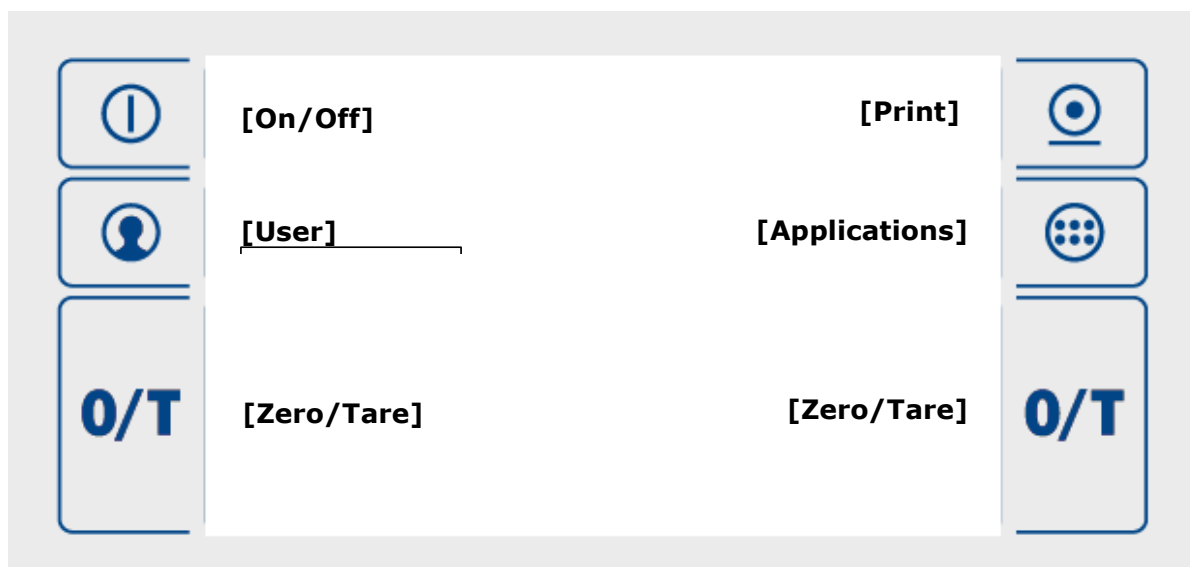 [On/Off]
[Print]
[User]
[Applications]
0/T
[Zero/Tare]
[Zero/Tare]
0/T